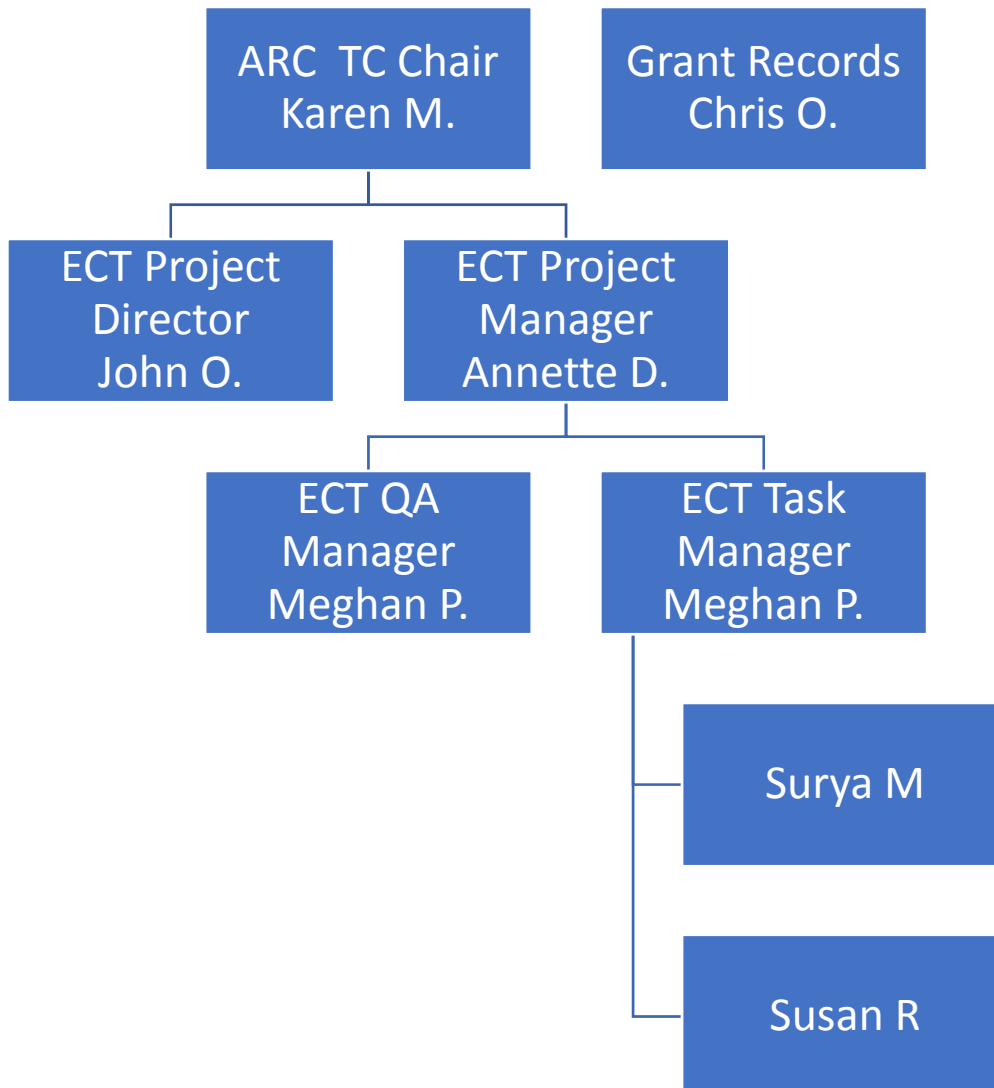 ARC  TC Chair
Karen M.
Grant Records
Chris O.
ECT Project
Director
John O.
ECT Project
Manager
Annette D.
ECT QA
Manager
Meghan P.
ECT Task
Manager
Meghan P.
Surya M
Susan R